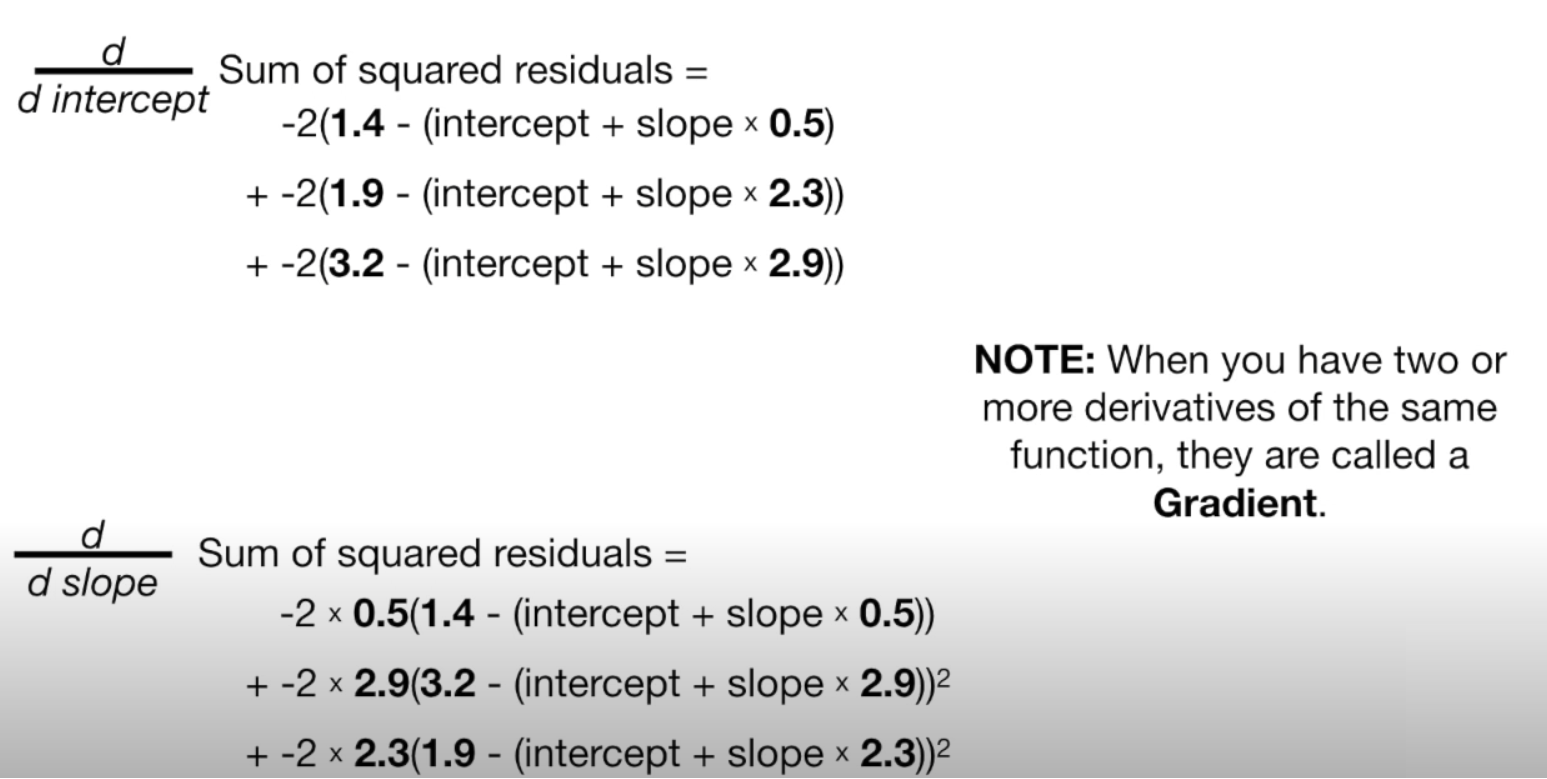 d
d intercept
Sum of squared residuals =
-2(1.4 - (intercept + slope × 0.5)
+ -2(1.9 - (intercept + slope × 2.3))
+ -2(3.2 - (intercept + slope × 2.9))
NOTE: When you have two or
more derivatives of the same
function, they are called a
Gradient.
d
d slope
Sum of squared residuals =
-2 × 0.5(1.4 - (intercept + slope × 0.5))
+ -2 × 2.9(3.2 - (intercept + slope × 2.9))²
+ -2 × 2.3(1.9 - (intercept + slope × 2.3))²